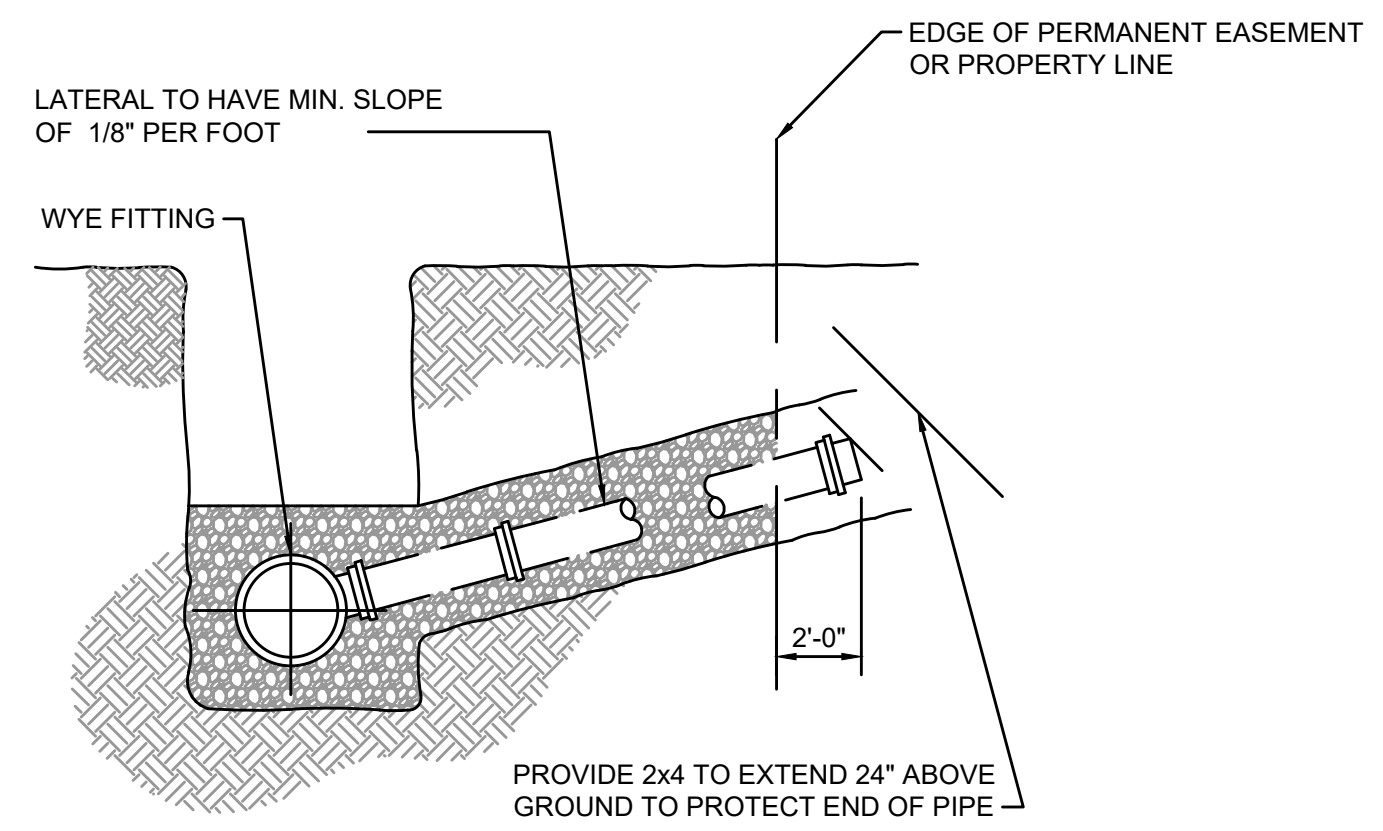 EDGE OF PERMANENT EASEMENT
OR PROPERTY LINE
LATERAL TO HAVE MIN. SLOPE
OF 1/8" PER FOOT
WYE FITTING
2'-0"
PROVIDE 2x4 TO EXTEND 24" ABOVE
GROUND TO PROTECT END OF PIPE